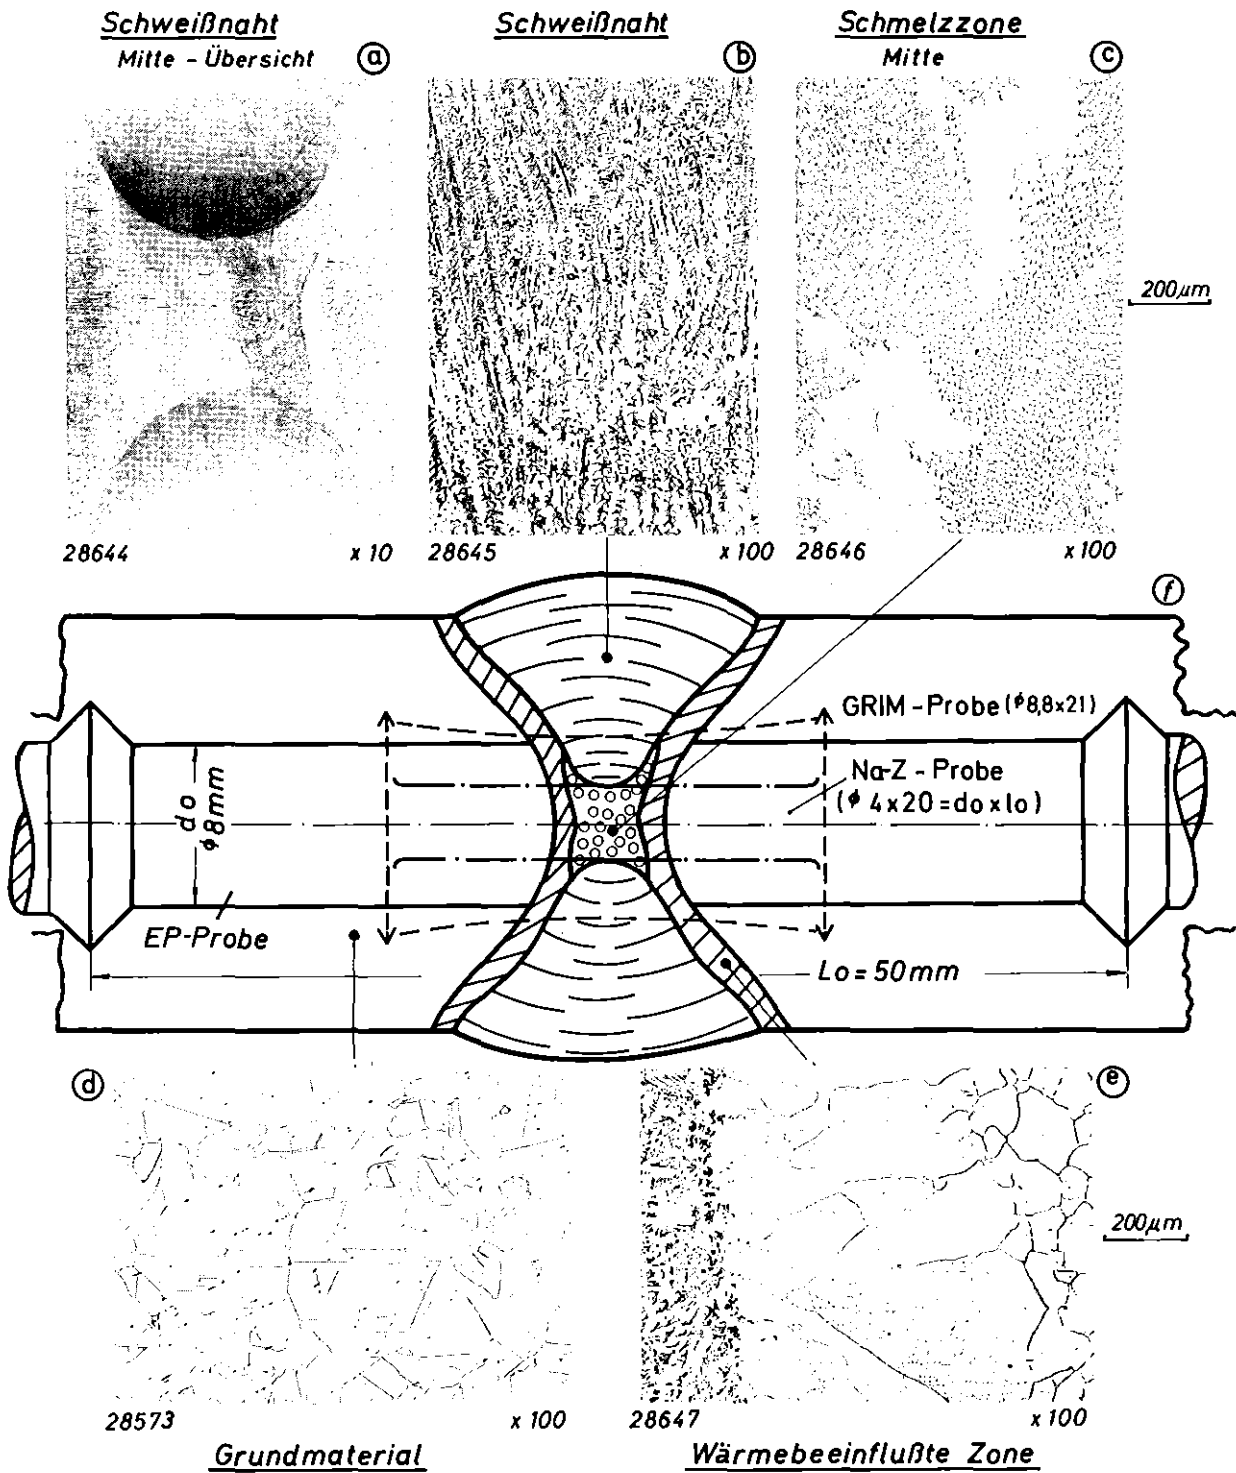 Schweißnaht
Mitte - Übersicht
a
Schweißnaht
b
Schmelzzone
Mitte
c
200µm
28644 x 10
28645 x 100
28646 x 100
f
GRIM-Probe (ϕ8,8x21)
Na-Z - Probe
(ϕ 4x20 = do x lo)
do
ϕ 8mm
EP-Probe
Lo = 50mm
d
e
200µm
28573 x 100
28647 x 100
Grundmaterial
Wärmebeeinflußte Zone